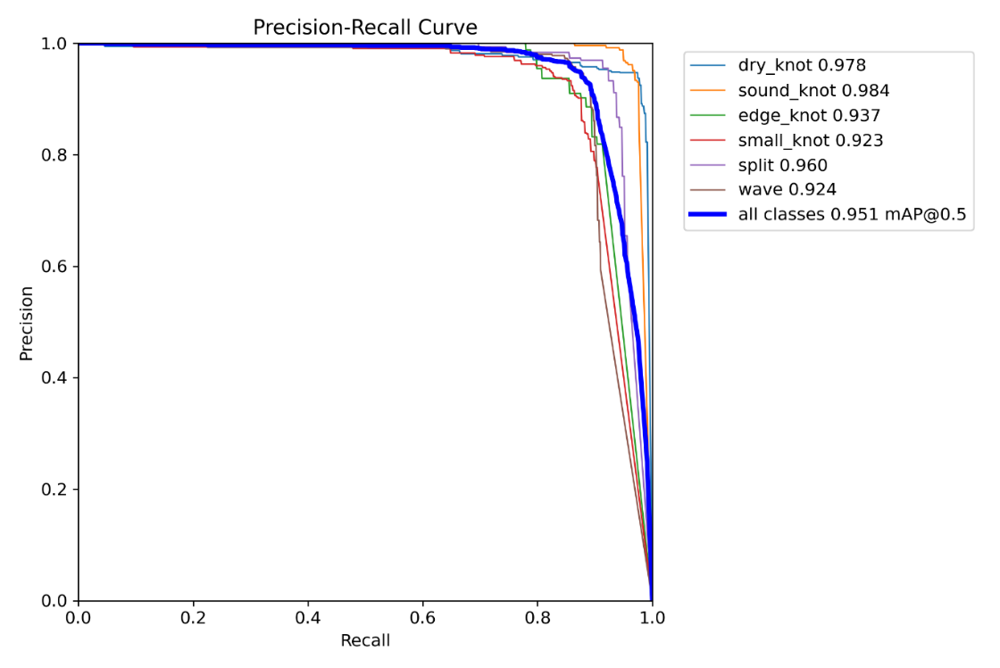 Precision-Recall Curve
1.0
0.8
0.6
0.4
0.2
0.0
Precision
0.0 0.2 0.4 0.6 0.8 1.0
Recall
dry_knot 0.978
sound_knot 0.984
edge_knot 0.937
small_knot 0.923
split 0.960
wave 0.924
all classes 0.951 mAP@0.5